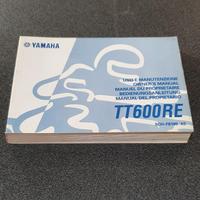 YAMAHA
USO E MANUTENZIONE
OWNER'S MANUAL
MANUEL DU PROPRIETAIRE
BEDIENUNGSANLEITUNG
MANUAL DEL PROPIETARIO
TT600RE